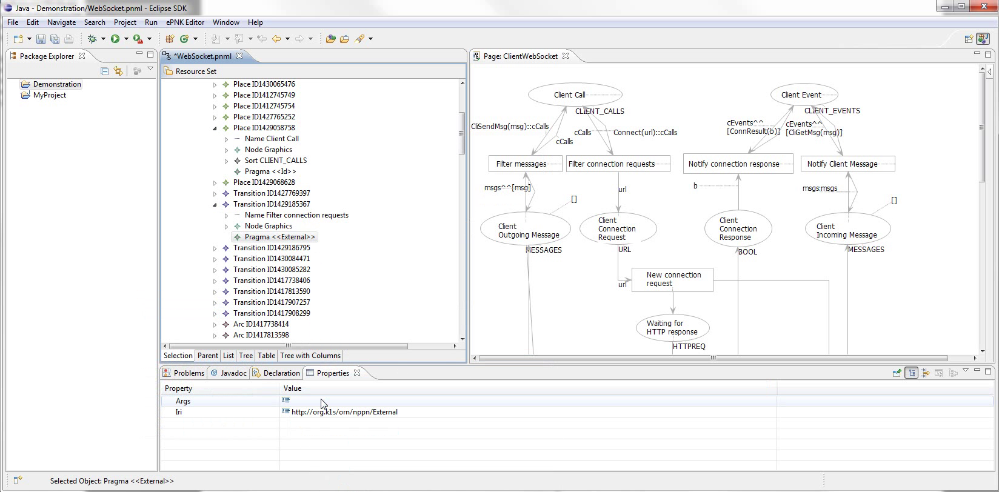 Java - Demonstration/WebSocket.pnml - Eclipse SDK
File Edit Navigate Search Project Run ePNK Editor Window Help
Package Explorer
Demonstration
MyProject
*WebSocket.pnml
Resource Set
Place ID1430065476
Place ID1412745749
Place ID1412745754
Place ID1427765252
Place ID1429058758
Name Client Call
Node Graphics
Sort CLIENT_CALLS
Pragma <<Id>>
Place ID1429068628
Transition ID1427769397
Transition ID1429185367
Name Filter connection requests
Node Graphics
Pragma <<External>>
Transition ID1429186795
Transition ID1430084471
Transition ID1430085282
Transition ID1417738406
Transition ID1417813590
Transition ID1417907257
Transition ID1417908299
Arc ID1417738414
Arc ID1417813598
Selection Parent List Tree Table Tree with Columns
Page: ClientWebSocket
Client Call
CLIENT_CALLS
Client Event
CLIENT_EVENTS
CliSendMsg(msg)::cCalls
cCalls
cCalls
Connect(url)::cCalls
cEvents^^
[ConnResult(b)]
cEvents^^
[CliGetMsg(msg)]
Filter messages
Filter connection requests
Notify connection response
Notify Client Message
msgs^^[msg]
[]
url
b
msgs:msgs
[]
Client
Outgoing Message
MESSAGES
Client
Connection
Request
URL
Client
Connection
Response
BOOL
Client
Incoming Message
MESSAGES
url
New connection
request
Waiting for
HTTP response
HTTPREQ
Problems @ Javadoc Declaration Properties
Property Value
Args
Iri http://org.k1s/orn/nppn/External
Selected Object: Pragma <<External>>